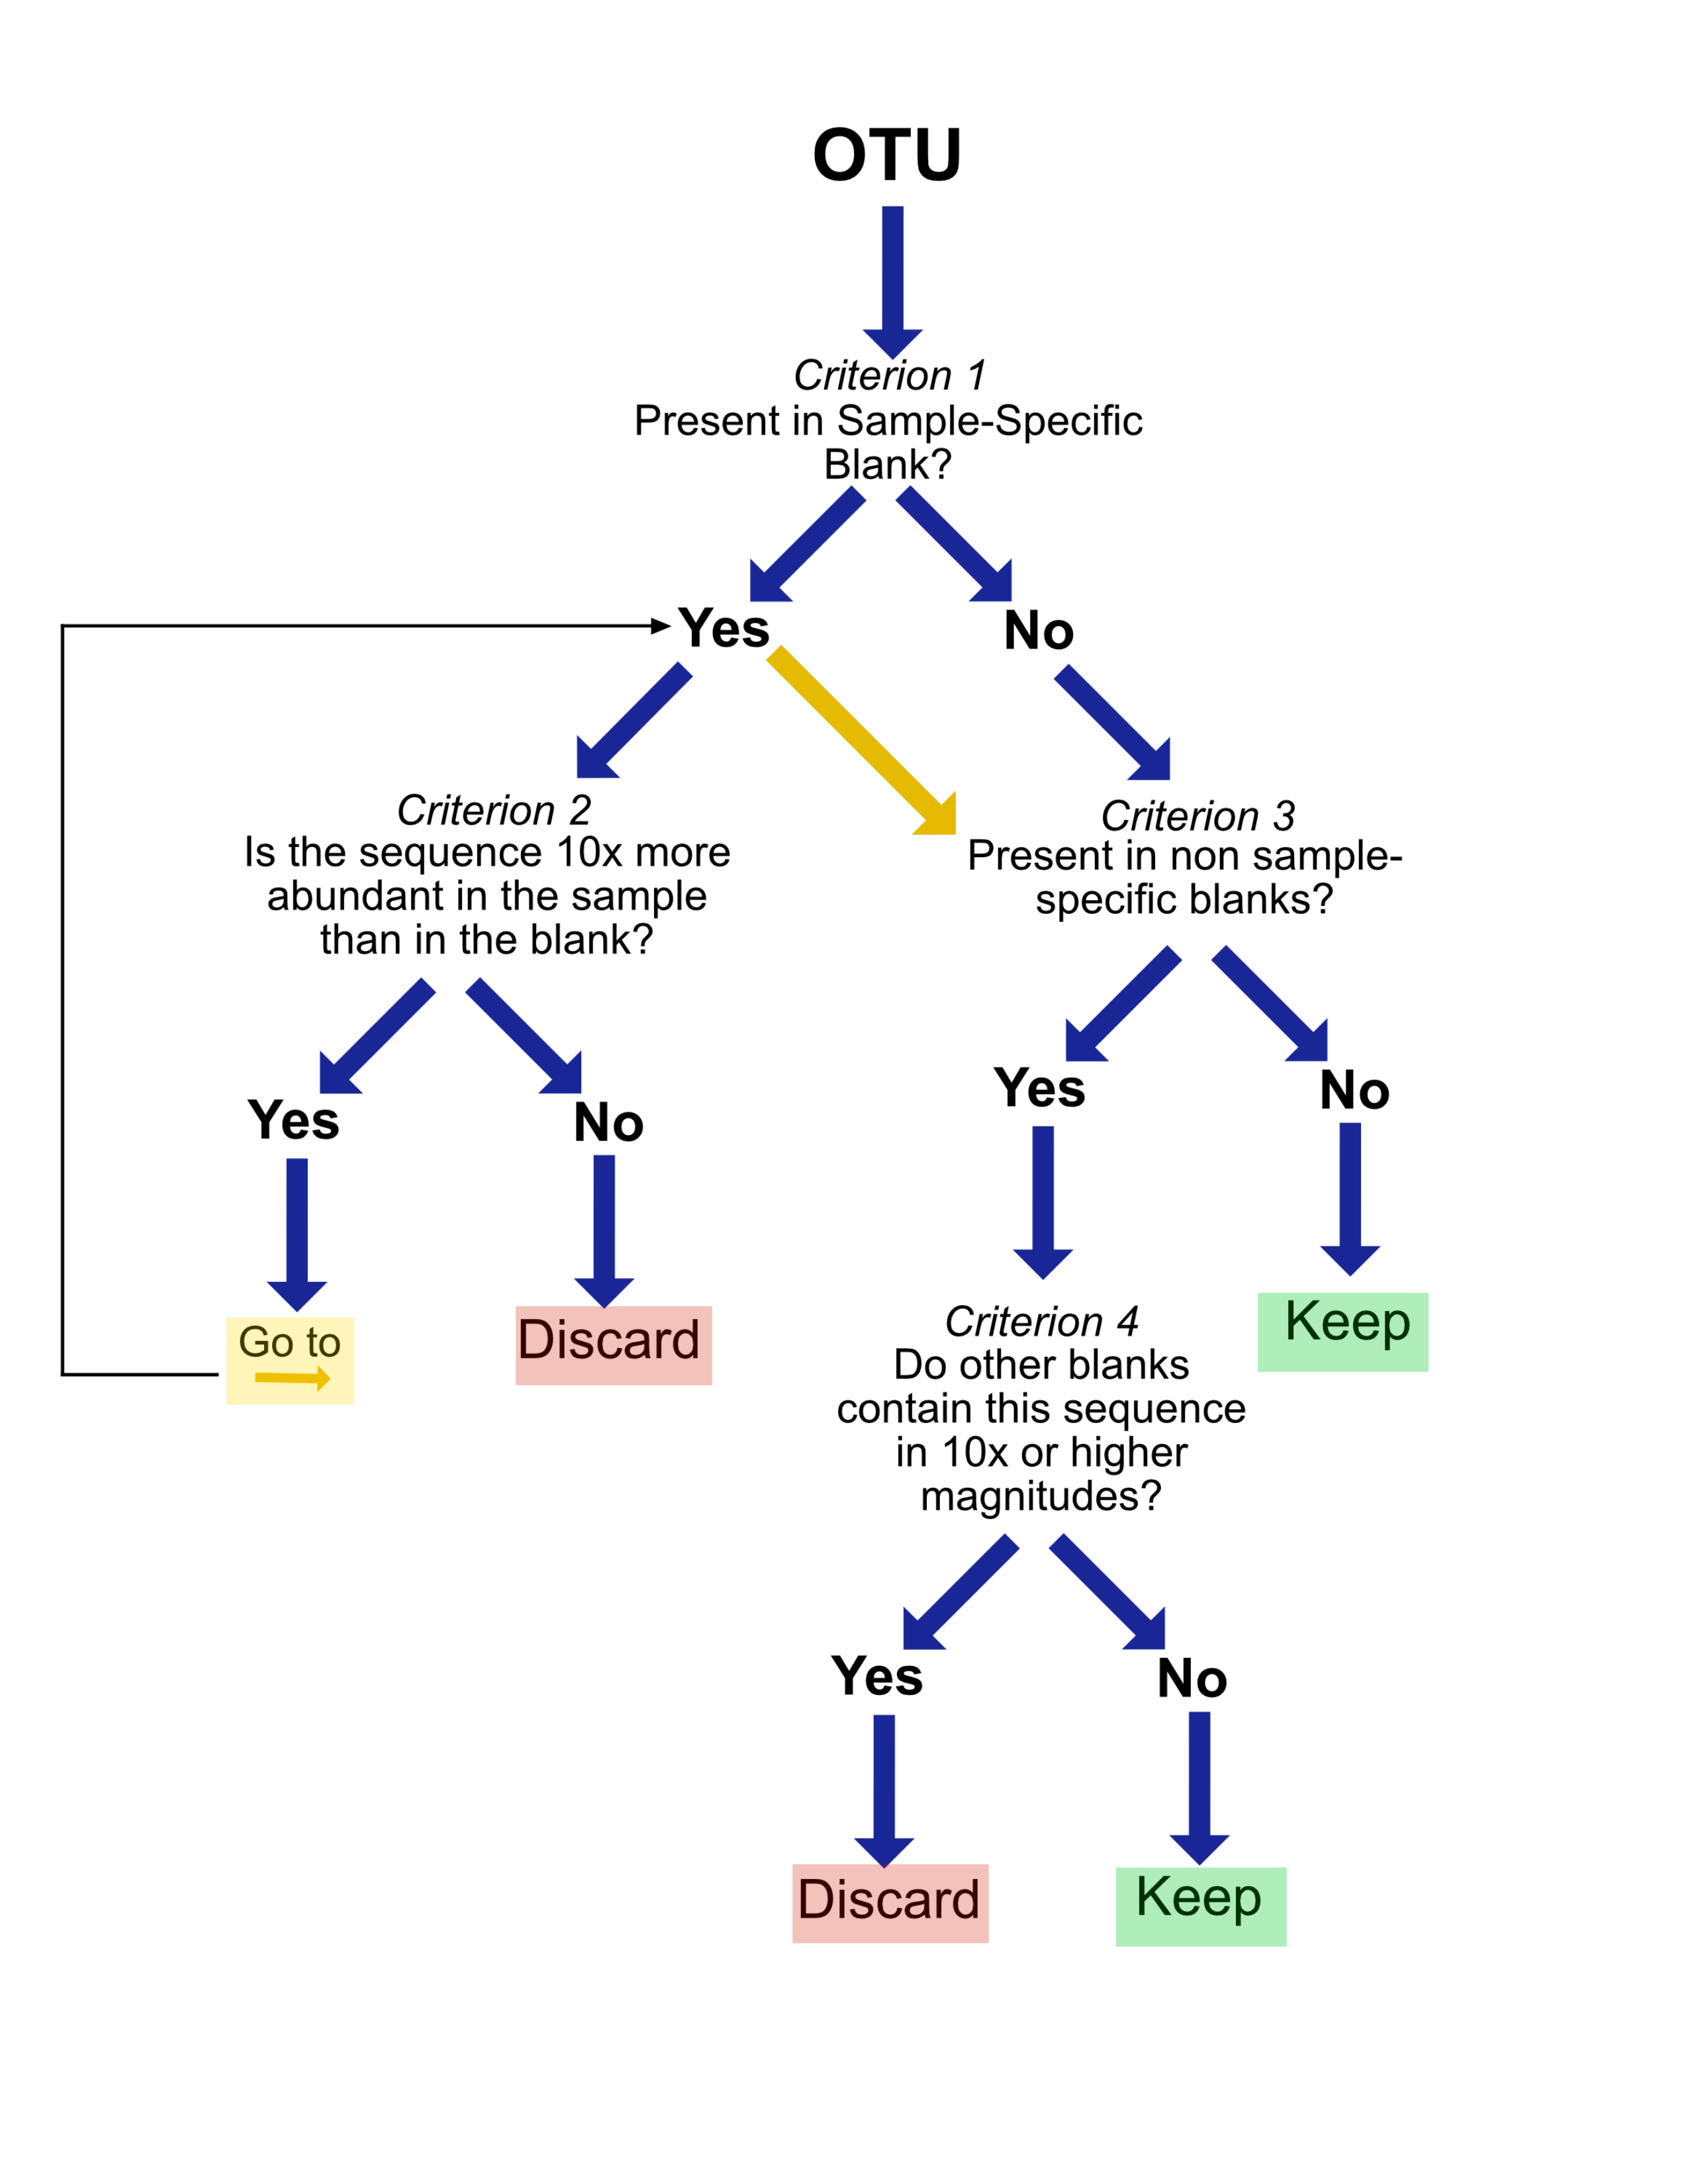 OTU
Criterion 1
Present in Sample-Specific
Blank?
Yes
No
Criterion 2
Is the sequence 10x more
abundant in the sample
than in the blank?
Criterion 3
Present in non sample-
specific blanks?
Yes
No
Yes
No
Go to
Discard
Criterion 4
Do other blanks
contain this sequence
in 10x or higher
magnitudes?
Keep
Yes
No
Discard
Keep